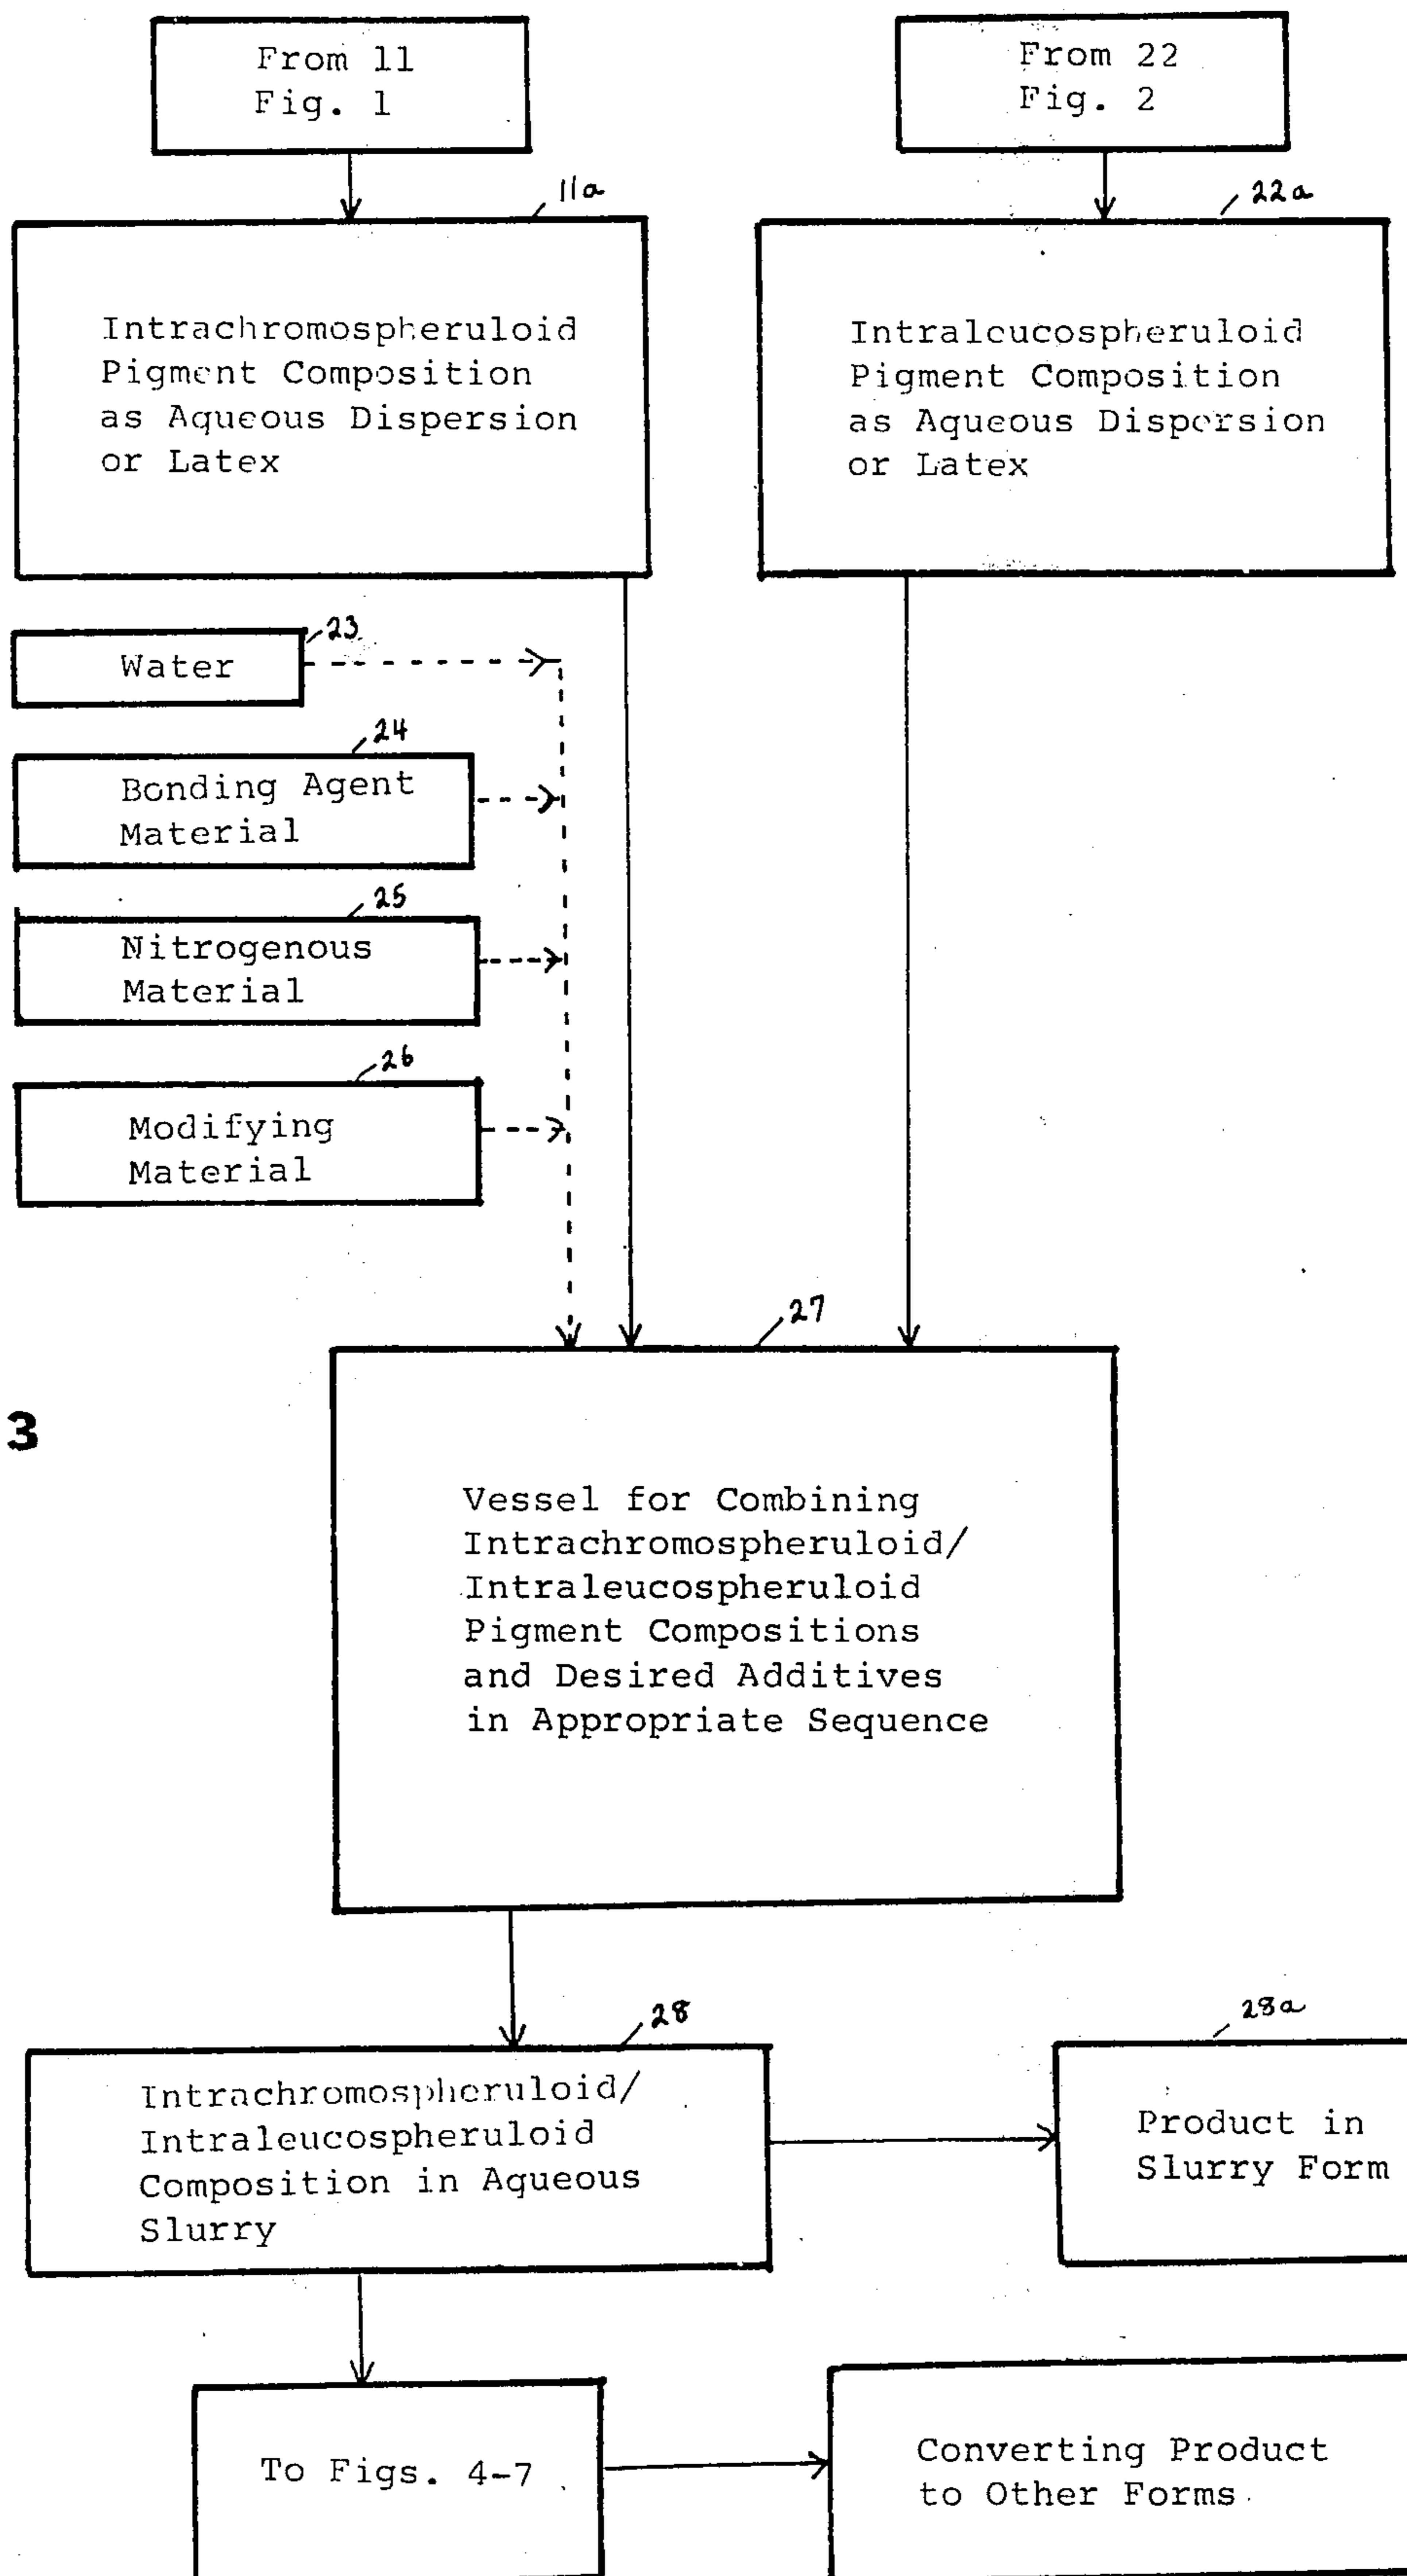 From 11
Fig. 1
From 22
Fig. 2
11a
22a
Intrachromospheruloid
Pigment Composition
as Aqueous Dispersion
or Latex
Intraleucospheruloid
Pigment Composition
as Aqueous Dispersion
or Latex
23
Water
24
Bonding Agent
Material
25
Nitrogenous
Material
26
Modifying
Material
27
3
Vessel for Combining
Intrachromospheruloid/
Intraleucospheruloid
Pigment Compositions
and Desired Additives
in Appropriate Sequence
28
28a
Intrachromospheruloid/
Intraleucospheruloid
Composition in Aqueous
Slurry
Product in
Slurry Form
To Figs. 4-7
Converting Product
to Other Forms